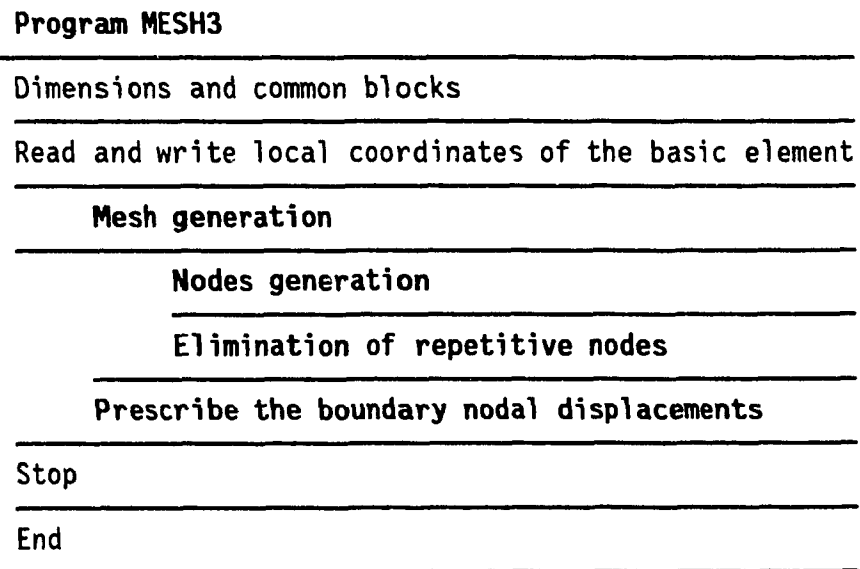 Program MESH3
Dimensions and common blocks
Read and write local coordinates of the basic element
Mesh generation
Nodes generation
Elimination of repetitive nodes
Prescribe the boundary nodal displacements
Stop
End